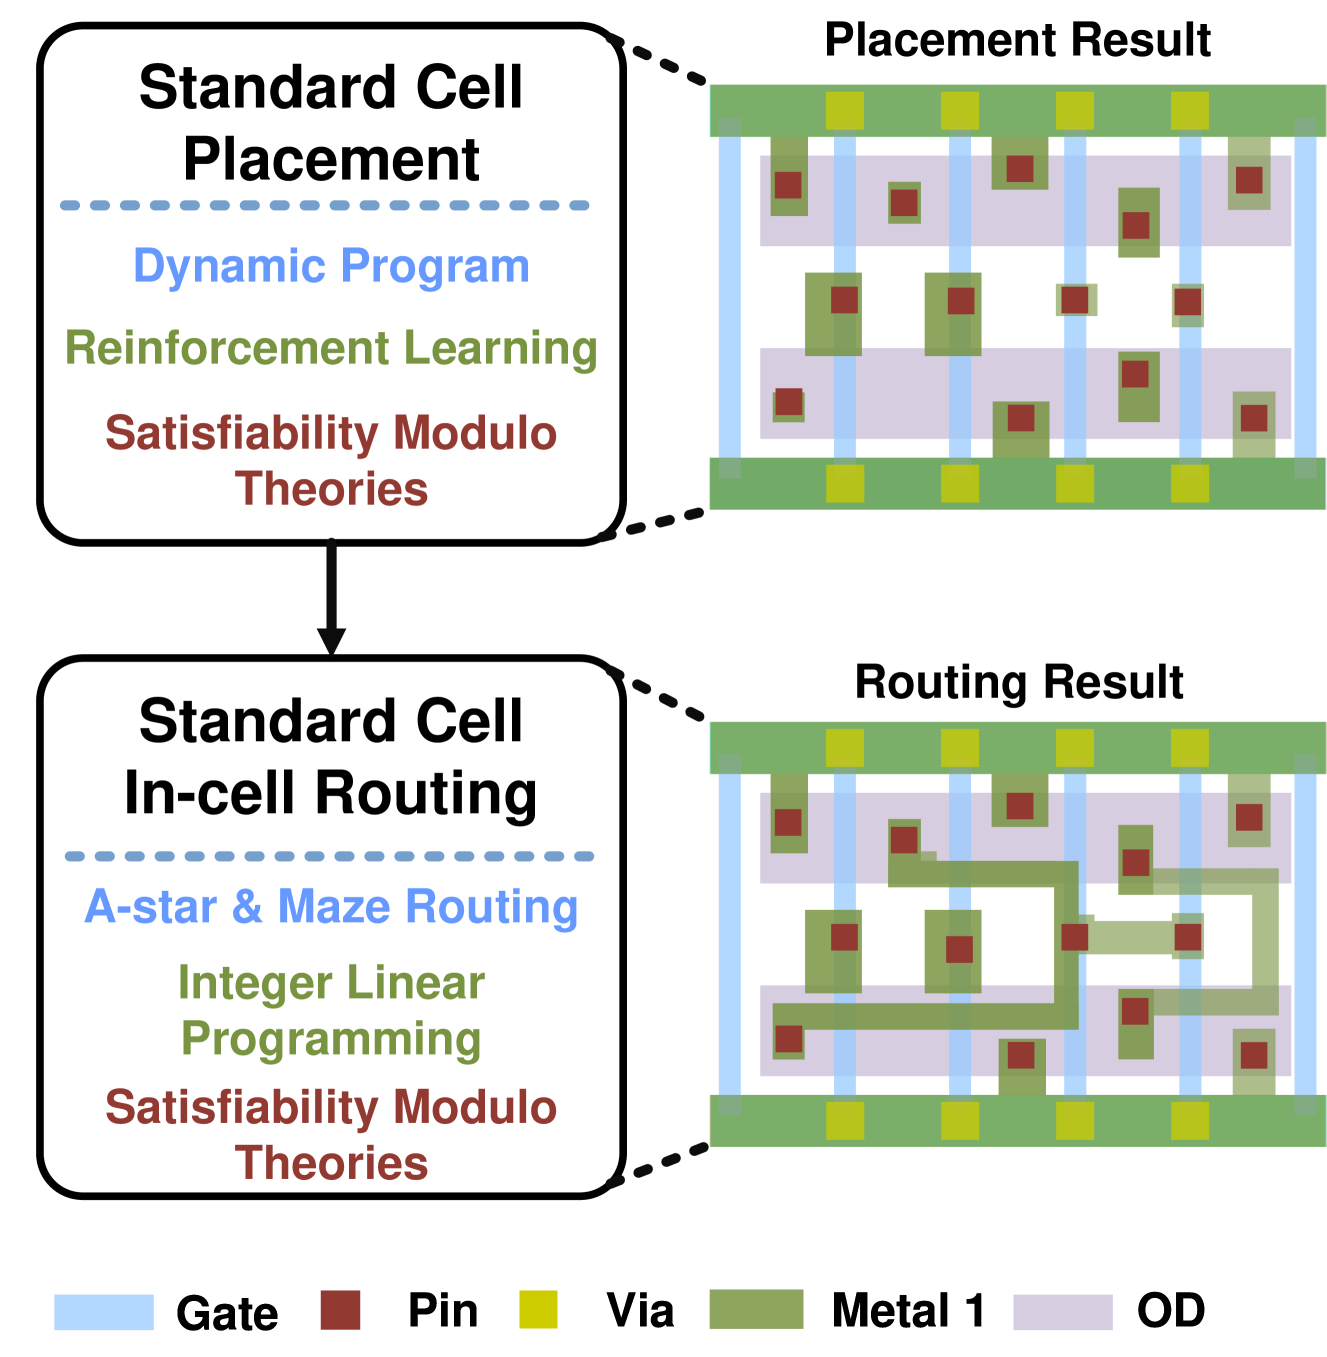 Standard Cell
Placement
Dynamic Program
Reinforcement Learning
Satisfiability Modulo
Theories
Placement Result
Standard Cell
In-cell Routing
A-star & Maze Routing
Integer Linear
Programming
Satisfiability Modulo
Theories
Routing Result
Gate
Pin
Via
Metal 1
OD